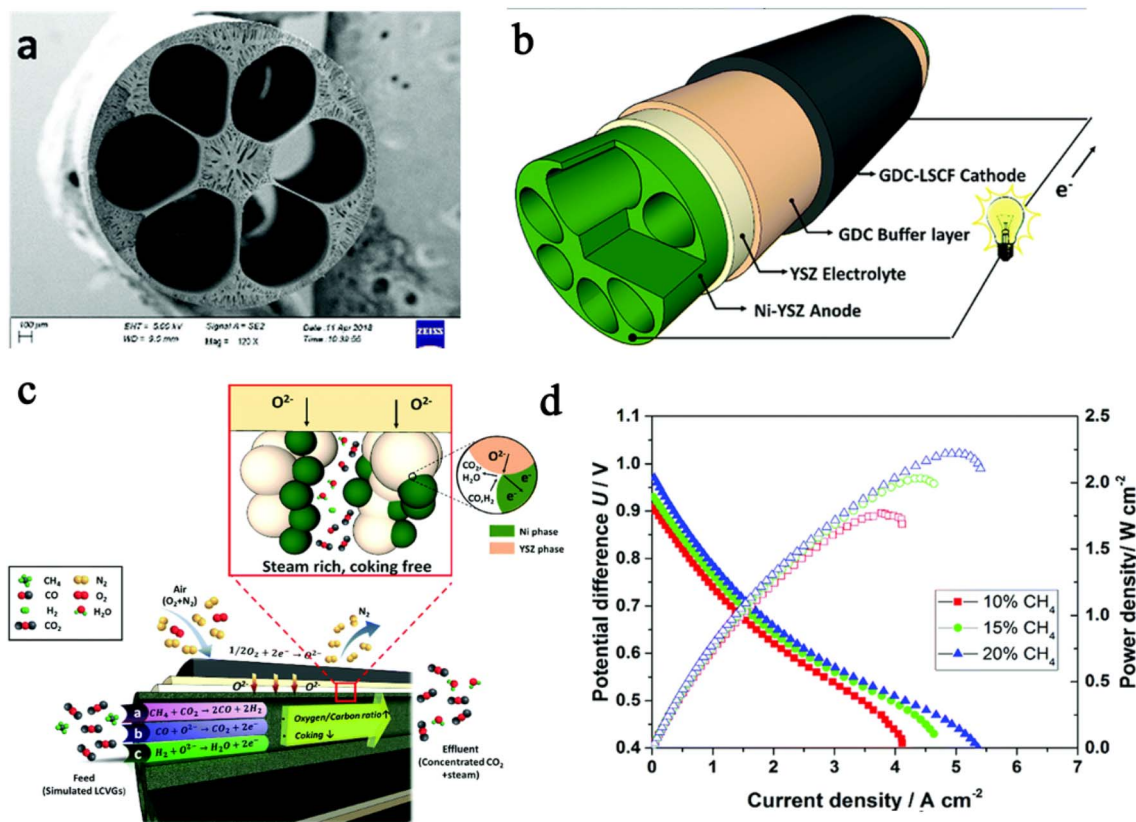 a
100 µm
EHT = 5.00 kV
WD = 9.5 mm
Signal A = SE2
Mag = 120 X
Date :11 Apr 2018
ZEISS
b
GDC-LSCF Cathode
GDC Buffer layer
YSZ Electrolyte
Ni-YSZ Anode
e⁻
c
O²⁻
O²⁻
Steam rich, coking free
O²⁻
CO₂,
H₂O
e⁻
CO,H₂
Ni phase
YSZ phase
CH₄
N₂
CO
O₂
H₂
H₂O
CO₂
Air
(O₂+N₂)
N₂
1/2O₂ + 2e⁻ → O²⁻
O²⁻
O²⁻
a CH₄ + CO₂ → 2CO + 2H₂
b CO + O²⁻ → CO₂ + 2e⁻
c H₂ + O²⁻ → H₂O + 2e⁻
Oxygen/Carbon ratio↑
Coking ↓
Feed
(Simulated LCVGs)
Effluent
(Concentrated CO₂
+steam)
d
Potential difference U / V
1.1
1.0
0.9
0.8
0.7
0.6
0.5
0.4
0 1 2 3 4 5 6 7
Current density / A cm⁻²
2.5
2.0
1.5
1.0
0.5
0.0
Power density/ W cm⁻²
10% CH₄
15% CH₄
20% CH₄